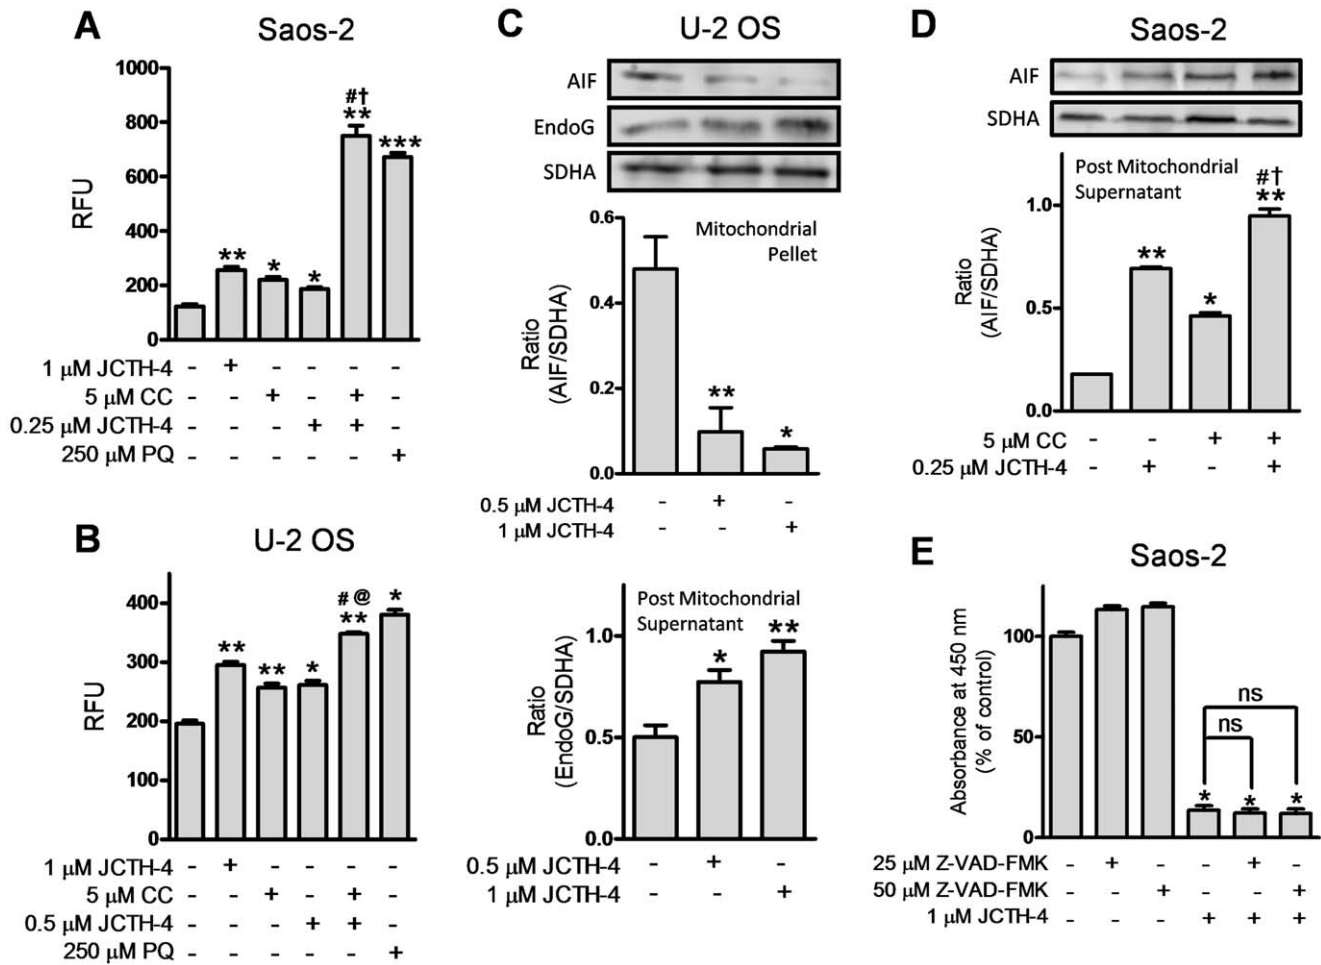 A
Saos-2
1000
800
600
400
200
0
RFU
**
*
*
#†
**
***
1 μM JCTH-4 - + - - - -
5 μM CC - - + - + -
0.25 μM JCTH-4 - - - + + -
250 μM PQ - - - - - +
B
U-2 OS
400
300
200
100
0
RFU
**
**
*
# @
**
*
1 μM JCTH-4 - + - - - -
5 μM CC - - + - + -
0.5 μM JCTH-4 - - - + + -
250 μM PQ - - - - - +
C
U-2 OS
AIF
EndoG
SDHA
Mitochondrial
Pellet
0.6
0.4
0.2
0.0
Ratio
(AIF/SDHA)
**
*
0.5 μM JCTH-4 - + -
1 μM JCTH-4 - - +
Post Mitochondrial
Supernatant
1.0
0.5
0.0
Ratio
(EndoG/SDHA)
*
**
0.5 μM JCTH-4 - + -
1 μM JCTH-4 - - +
D
Saos-2
AIF
SDHA
Post Mitochondrial
Supernatant
1.0
0.5
0.0
Ratio
(AIF/SDHA)
**
*
#†
**
5 μM CC - - + +
0.25 μM JCTH-4 - + - +
E
Saos-2
100
50
0
Absorbance at 450 nm
(% of control)
ns
ns
* * *
25 μM Z-VAD-FMK - + - - + -
50 μM Z-VAD-FMK - - + - - +
1 μM JCTH-4 - - - + + +